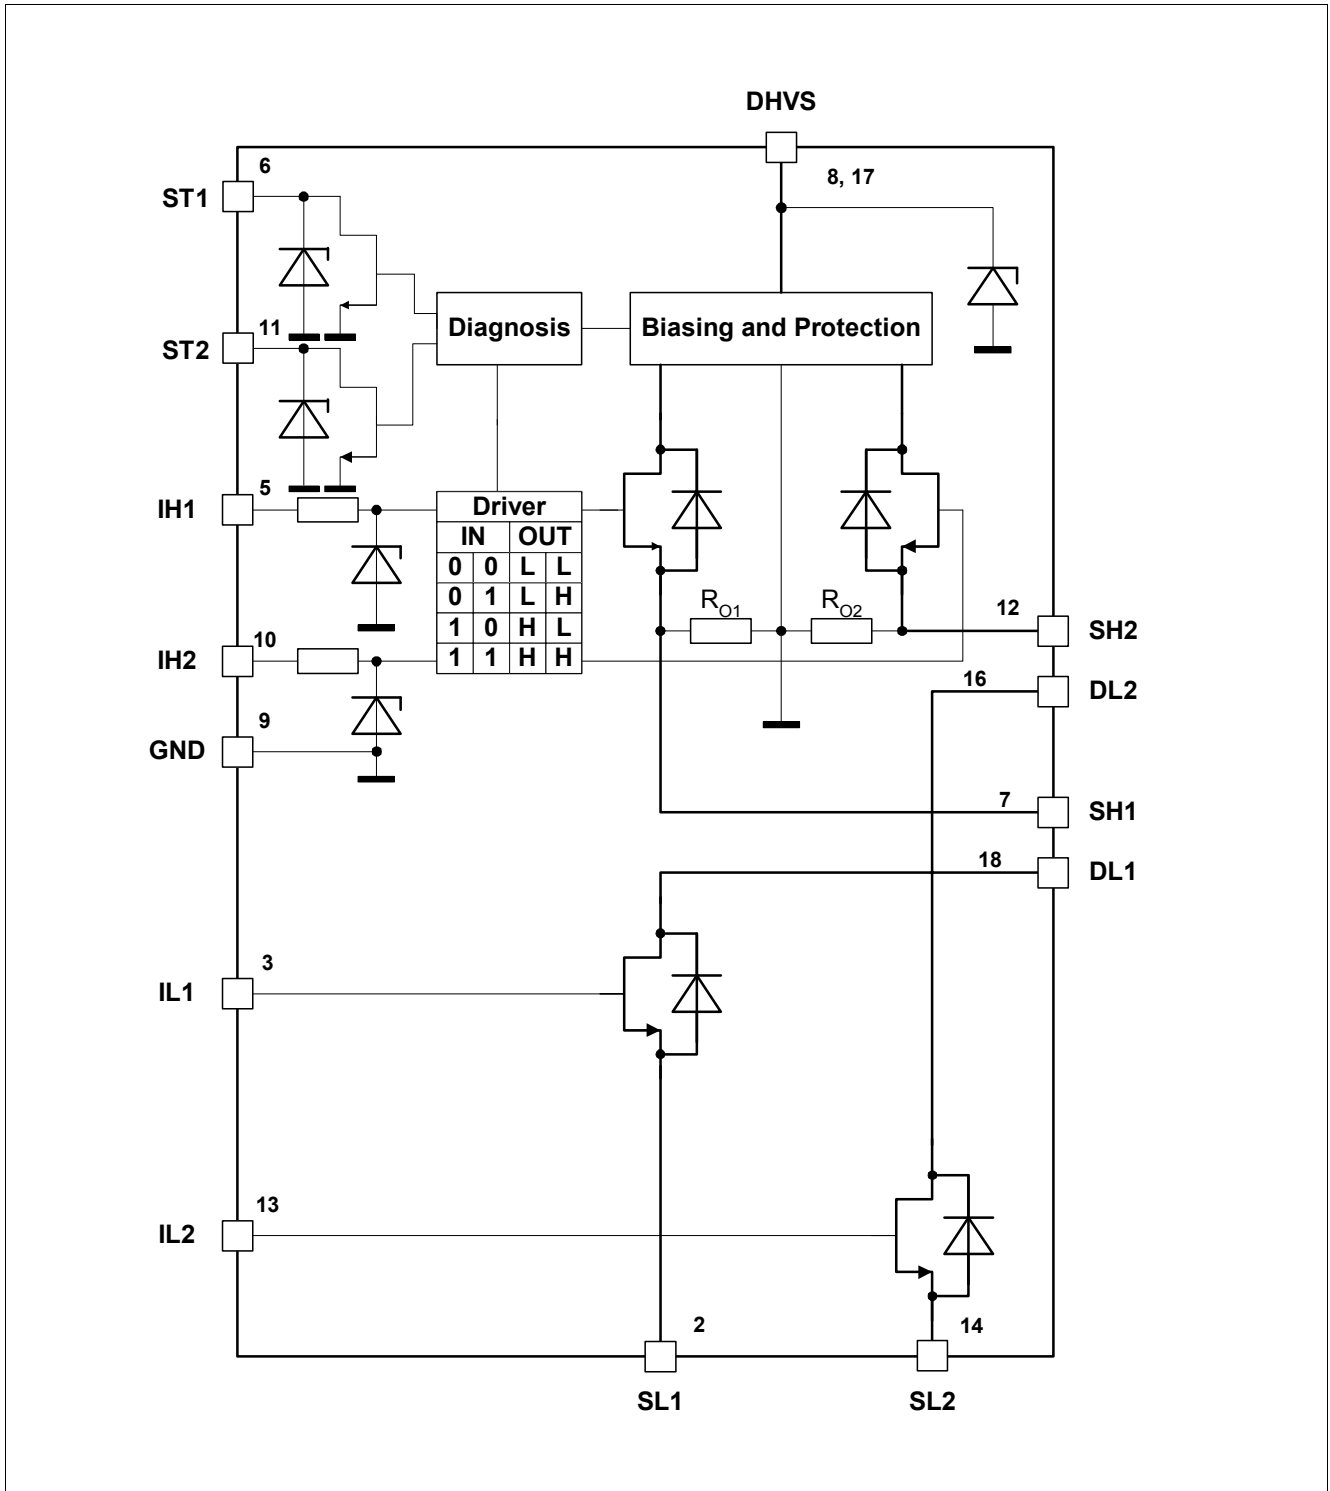 DHVS
8, 17
6
ST1
11
ST2
Diagnosis
Biasing and Protection
5
IH1
Driver
IN OUT
0 0 L L
0 1 L H
1 0 H L
1 1 H H
RO1
RO2
12
SH2
10
IH2
16
DL2
9
GND
7
SH1
18
DL1
3
IL1
13
IL2
2
14
SL1
SL2